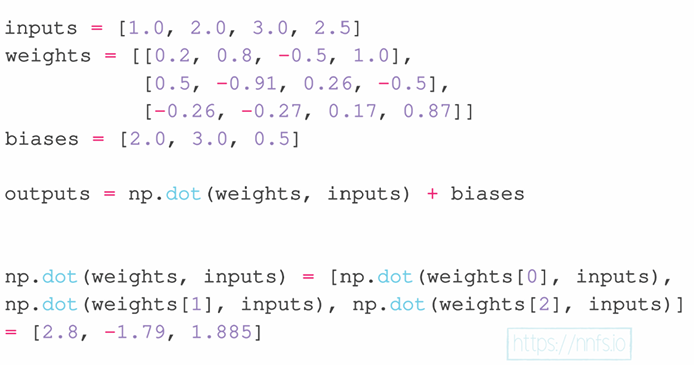 inputs = [1.0, 2.0, 3.0, 2.5]
weights = [[0.2, 0.8, -0.5, 1.0],
[0.5, -0.91, 0.26, -0.5],
[-0.26, -0.27, 0.17, 0.87]]
biases = [2.0, 3.0, 0.5]
outputs = np.dot(weights, inputs) + biases
np.dot(weights, inputs) = [np.dot(weights[0], inputs),
np.dot(weights[1], inputs), np.dot(weights[2], inputs)]
= [2.8, -1.79, 1.885]
https://nnfs.io